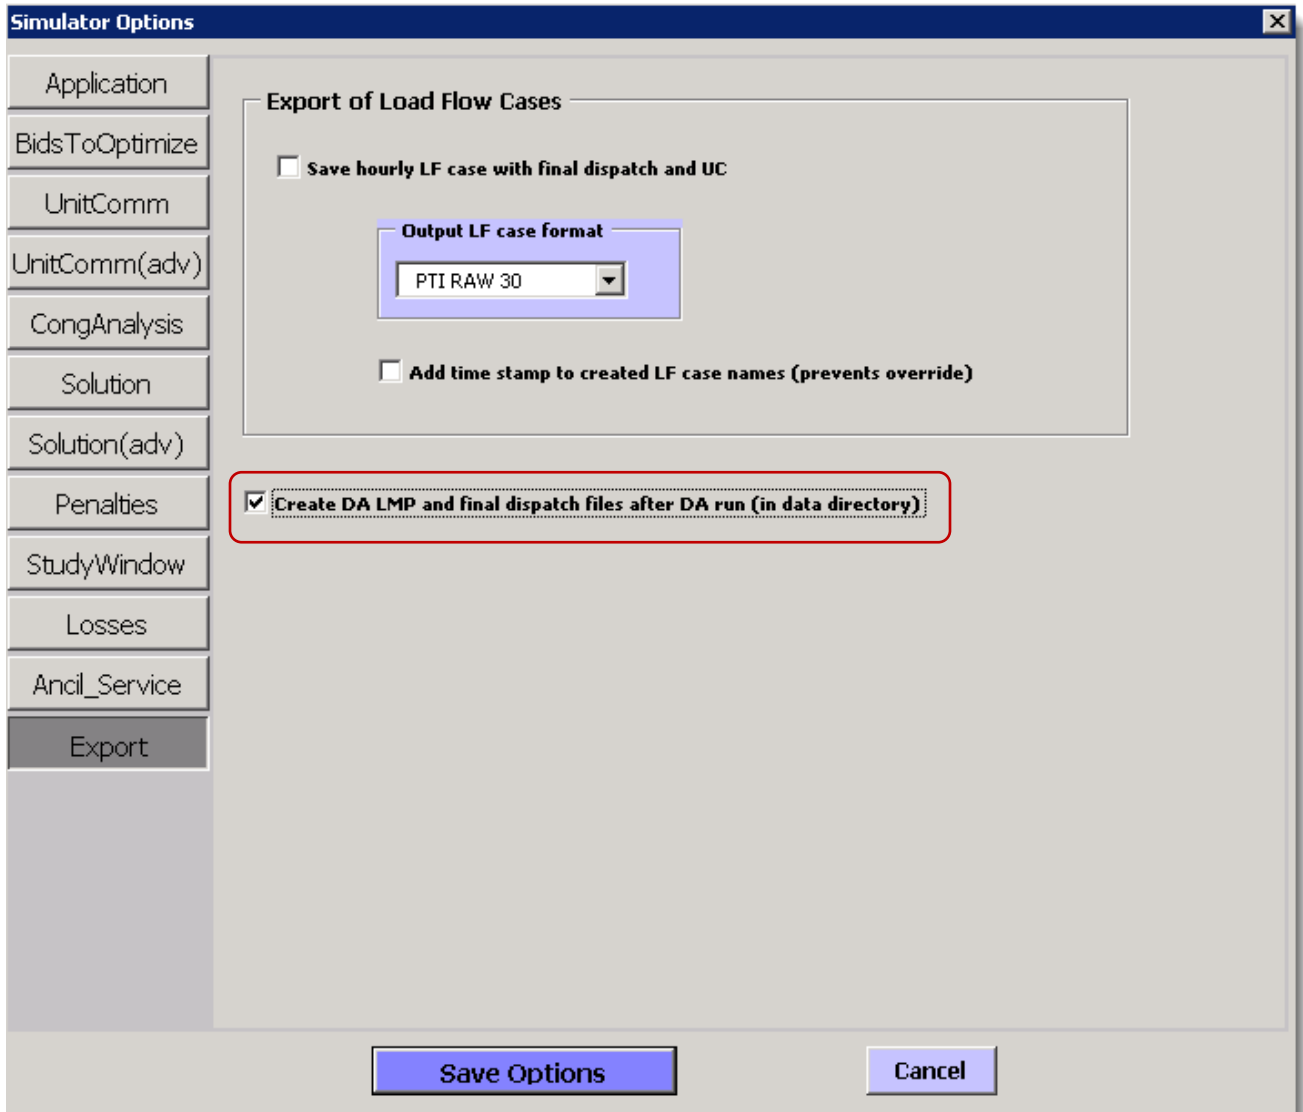 Simulator Options
Application
BidsToOptimize
UnitComm
UnitComm(adv)
CongAnalysis
Solution
Solution(adv)
Penalties
StudyWindow
Losses
Ancil_Service
Export
Export of Load Flow Cases
Save hourly LF case with final dispatch and UC
Output LF case format
PTI RAW 30
Add time stamp to created LF case names (prevents override)
Create DA LMP and final dispatch files after DA run (in data directory)
Save Options
Cancel